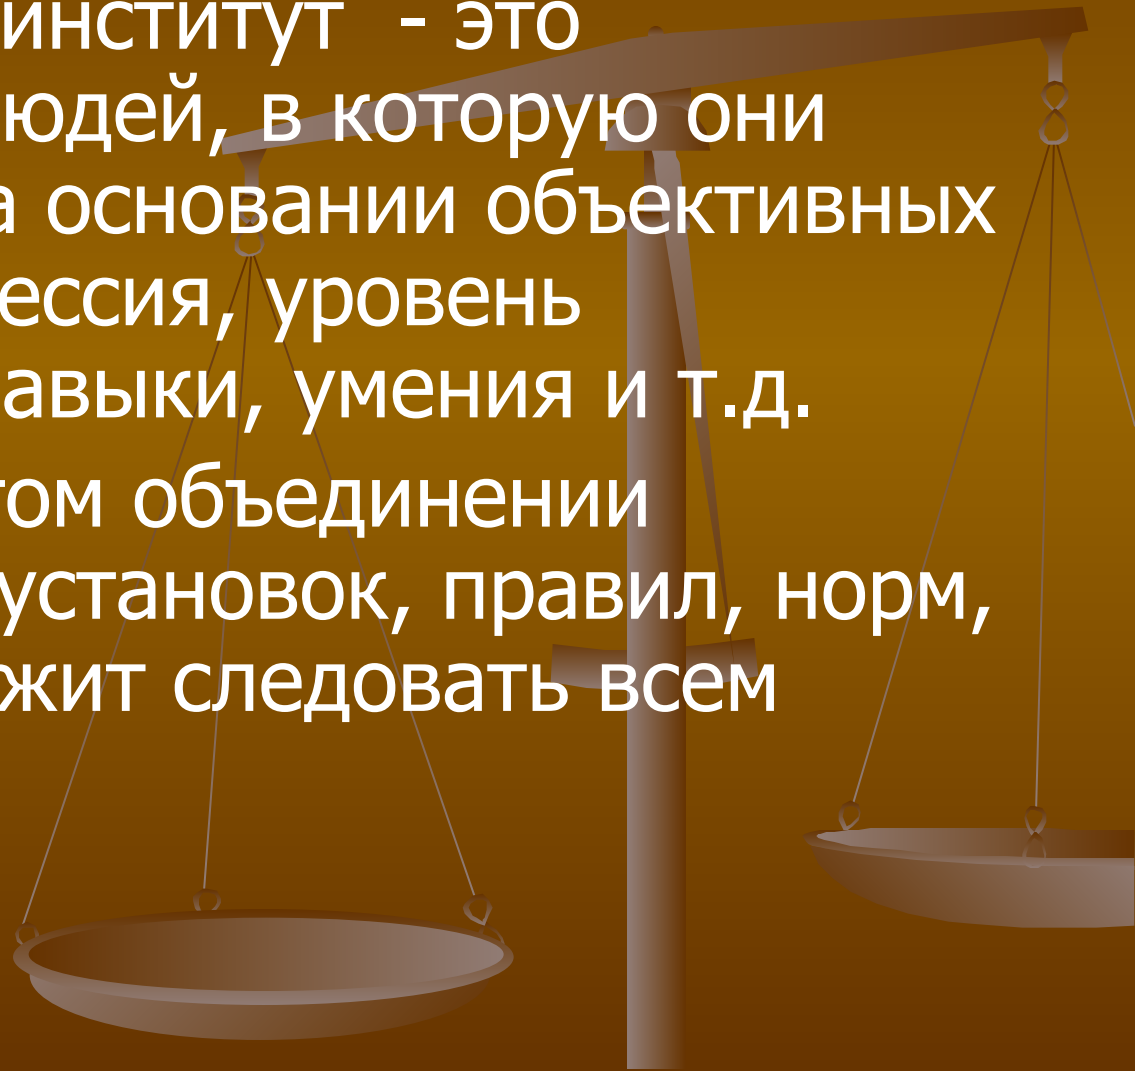 институт - это
юдей, в которую они
а основании объективных
ессия, уровень
авыки, умения и т.д.
том объединении
установок, правил, норм,
жит следовать всем